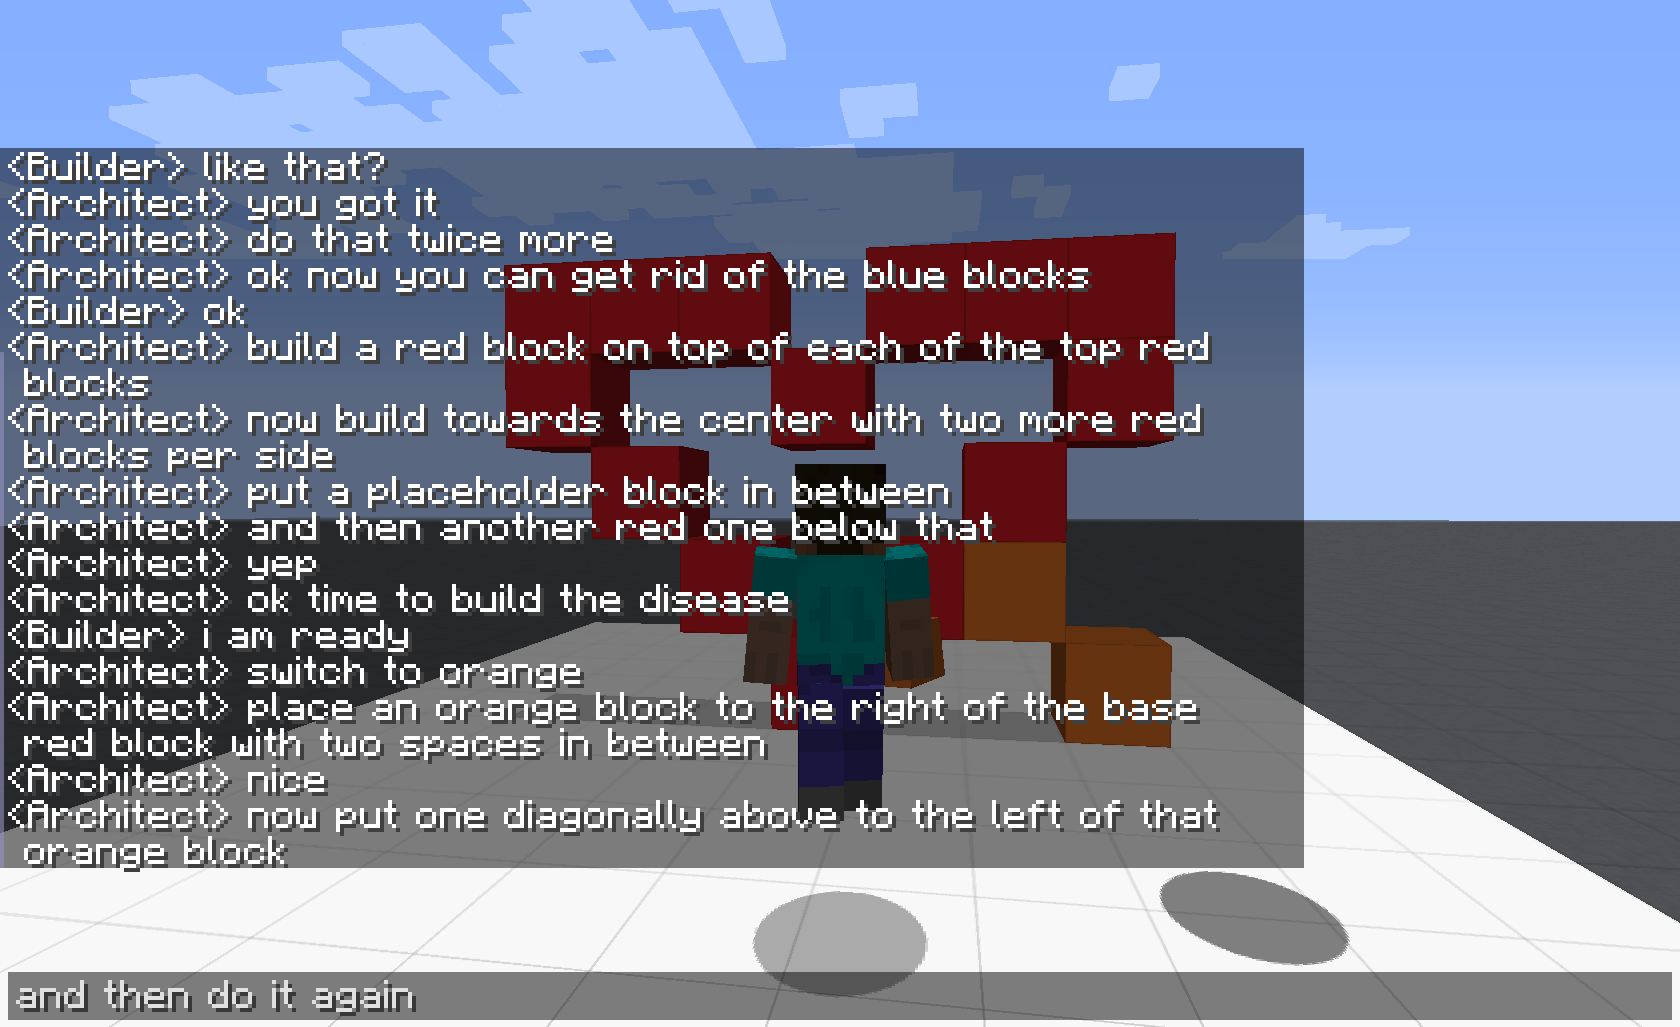 <Builder> like that?
<Architect> you got it
<Architect> do that twice more
<Architect> ok now you can get rid of the blue blocks
<Builder> ok
<Architect> build a red block on top of each of the top red
blocks
<Architect> now build towards the center with two more red
blocks per side
<Architect> put a placeholder block in between
<Architect> and then another red one below that
<Architect> yep
<Architect> ok time to build the disease
<Builder> i am ready
<Architect> switch to orange
<Architect> place an orange block to the right of the base
red block with two spaces in between
<Architect> nice
<Architect> now put one diagonally above to the left of that
orange block
and then do it again